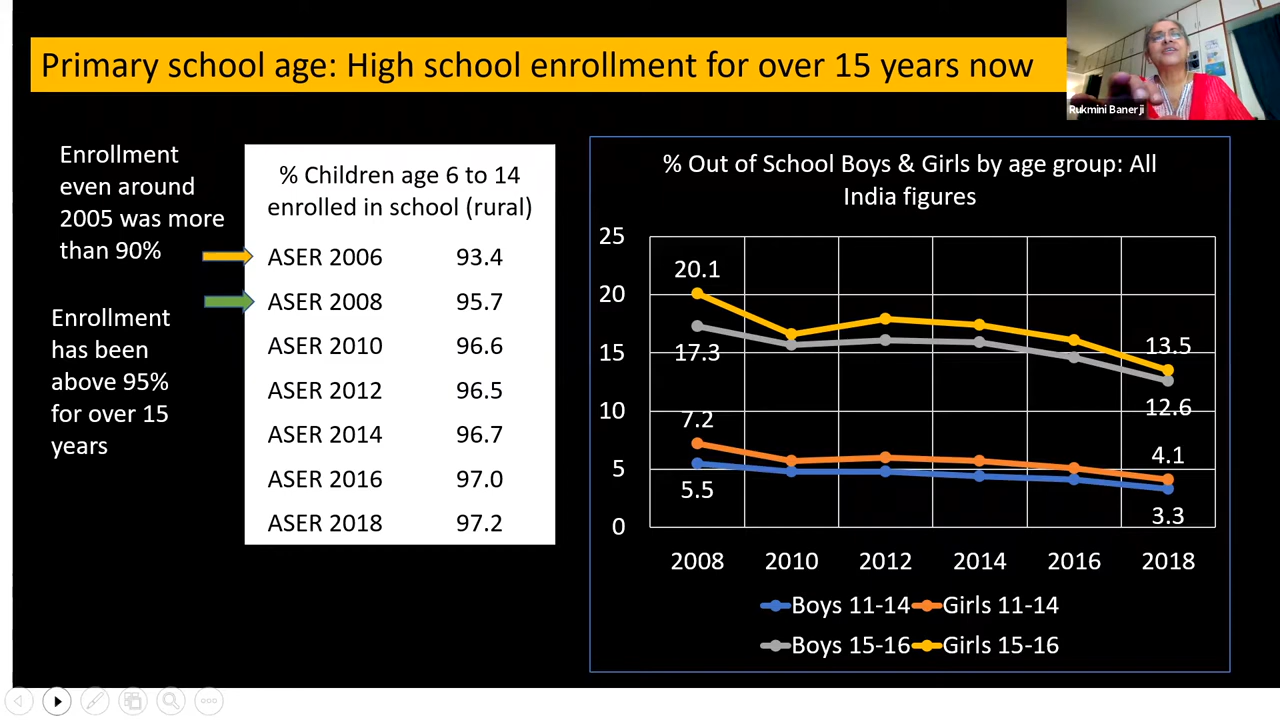 Primary school age: High school enrollment for over 15 years now
Rukmini Banerji
Enrollment
even around
2005 was more
than 90%
Enrollment
has been
above 95%
for over 15
years
% Children age 6 to 14
enrolled in school (rural)
ASER 2006 93.4
ASER 2008 95.7
ASER 2010 96.6
ASER 2012 96.5
ASER 2014 96.7
ASER 2016 97.0
ASER 2018 97.2
% Out of School Boys & Girls by age group: All
India figures
25
20
15
10
5
0
20.1
17.3
7.2
5.5
13.5
12.6
4.1
3.3
2008 2010 2012 2014 2016 2018
Boys 11-14 Girls 11-14
Boys 15-16 Girls 15-16